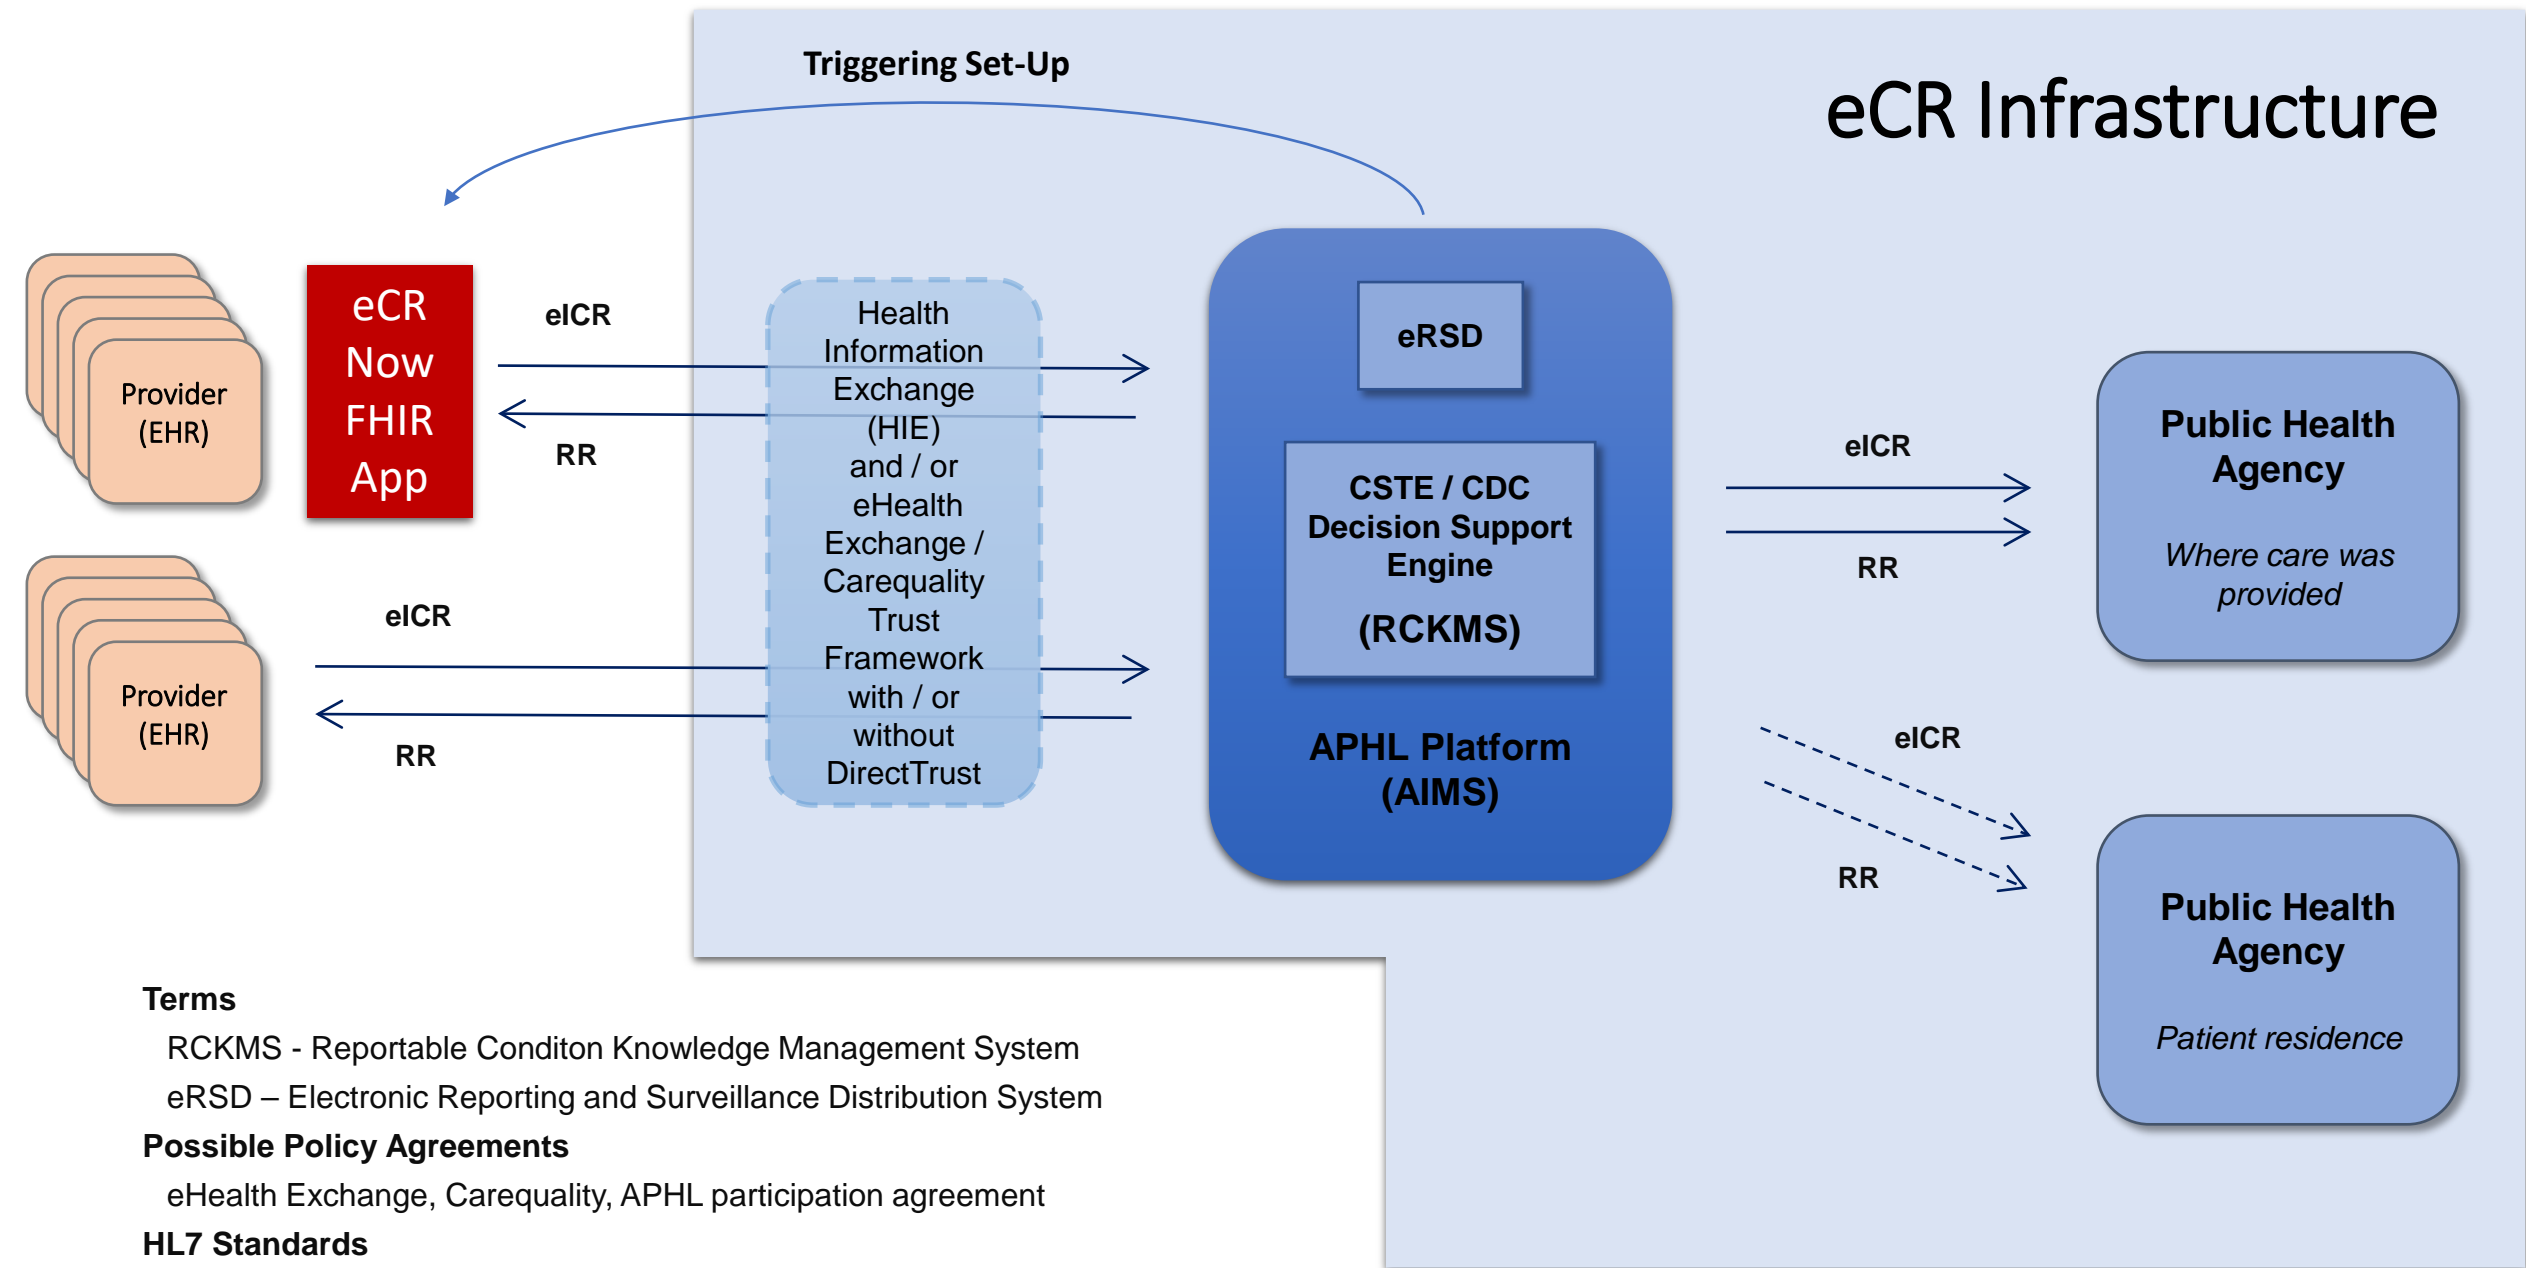 Triggering Set-Up
eCR Infrastructure
Provider
(EHR)
eCR
Now
FHIR
App
eICR
RR
Provider
(EHR)
eICR
RR
Health
Information
Exchange
(HIE)
and / or
eHealth
Exchange /
Carequality
Trust
Framework
with / or
without
DirectTrust
eRSD
CSTE / CDC
Decision Support
Engine
(RCKMS)
APHL Platform
(AIMS)
eICR
RR
Public Health
Agency
Where care was
provided
eICR
RR
Public Health
Agency
Patient residence
Terms
RCKMS - Reportable Conditon Knowledge Management System
eRSD – Electronic Reporting and Surveillance Distribution System
Possible Policy Agreements
eHealth Exchange, Carequality, APHL participation agreement
HL7 Standards